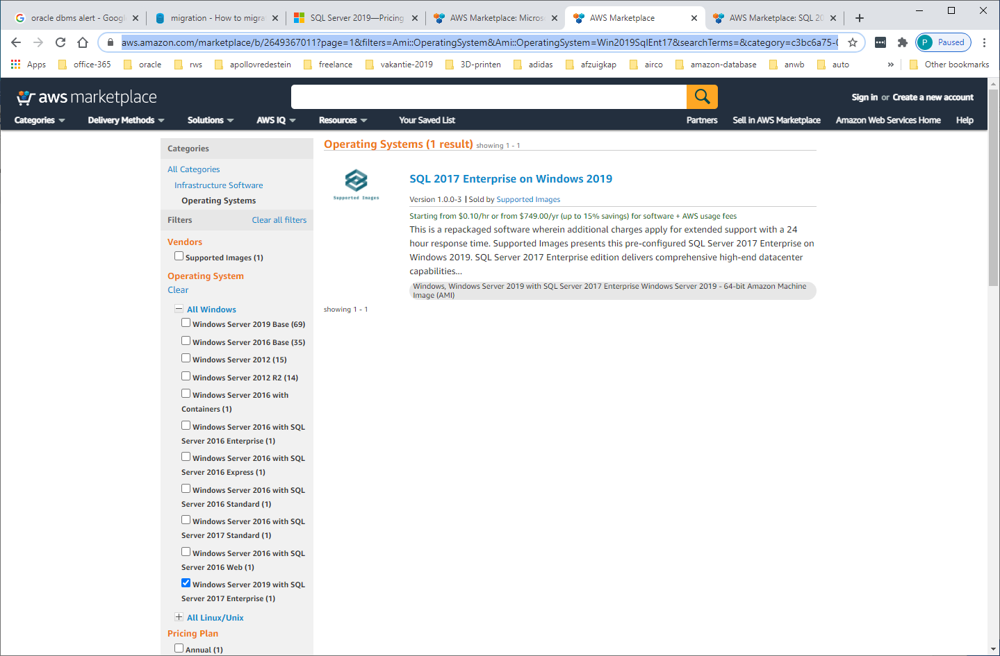 oracle dbms alert - Googl
migration - How to migra
SQL Server 2019—Pricing
AWS Marketplace: Micros
AWS Marketplace
AWS Marketplace: SQL 20
aws.amazon.com/marketplace/b/2649367011?page=1&filters=Ami::OperatingSystem&Ami::OperatingSystem=Win2019SqlEnt17&searchTerms=&category=c3bc6a75-0
P Paused
Apps office-365 oracle rws apollovredestein freelance vakantie-2019 3D-printen adidas afzuigkap airco amazon-database anwb auto » Other bookmarks
aws marketplace
Sign in or Create a new account
Categories Delivery Methods Solutions AWS IQ Resources Your Saved List Partners Sell in AWS Marketplace Amazon Web Services Home Help
Categories
All Categories
Infrastructure Software
Operating Systems
Filters Clear all filters
Vendors
Supported Images (1)
Operating System
Clear
All Windows
Windows Server 2019 Base (69)
Windows Server 2016 Base (35)
Windows Server 2012 (15)
Windows Server 2012 R2 (14)
Windows Server 2016 with
Containers (1)
Windows Server 2016 with SQL
Server 2016 Enterprise (1)
Windows Server 2016 with SQL
Server 2016 Express (1)
Windows Server 2016 with SQL
Server 2016 Standard (1)
Windows Server 2016 with SQL
Server 2017 Standard (1)
Windows Server 2016 with SQL
Server 2016 Web (1)
Windows Server 2019 with SQL
Server 2017 Enterprise (1)
All Linux/Unix
Pricing Plan
Annual (1)
Operating Systems (1 result) showing 1 - 1
Supported Images
SQL 2017 Enterprise on Windows 2019
Version 1.0.0-3 | Sold by Supported Images
Starting from $0.10/hr or from $749.00/yr (up to 15% savings) for software + AWS usage fees
This is a repackaged software wherein additional charges apply for extended support with a 24
hour response time. Supported Images presents this pre-configured SQL Server 2017 Enterprise on
Windows 2019. SQL Server 2017 Enterprise edition delivers comprehensive high-end datacenter
capabilities...
Windows, Windows Server 2019 with SQL Server 2017 Enterprise Windows Server 2019 - 64-bit Amazon Machine
Image (AMI)
showing 1 - 1